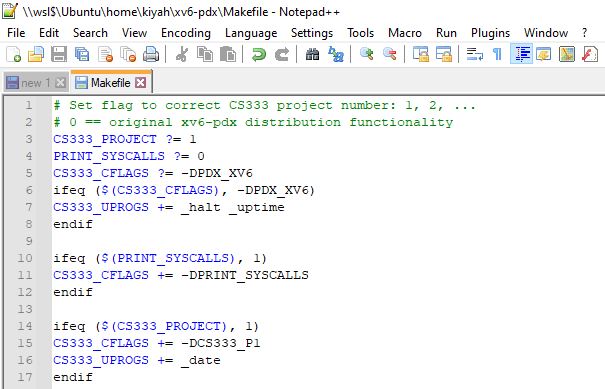 \\wsl$\Ubuntu\home\kiyah\xv6-pdx\Makefile - Notepad++
File Edit Search View Encoding Language Settings Tools Macro Run Plugins Window ?
new 1 Makefile
1 # Set flag to correct CS333 project number: 1, 2, ...
2 # 0 == original xv6-pdx distribution functionality
3 CS333_PROJECT ?= 1
4 PRINT_SYSCALLS ?= 0
5 CS333_CFLAGS ?= -DPDX_XV6
6 ifeq ($(CS333_CFLAGS), -DPDX_XV6)
7 CS333_UPROGS += _halt _uptime
8 endif
9
10 ifeq ($(PRINT_SYSCALLS), 1)
11 CS333_CFLAGS += -DPRINT_SYSCALLS
12 endif
13
14 ifeq ($(CS333_PROJECT), 1)
15 CS333_CFLAGS += -DCS333_P1
16 CS333_UPROGS += _date
17 endif